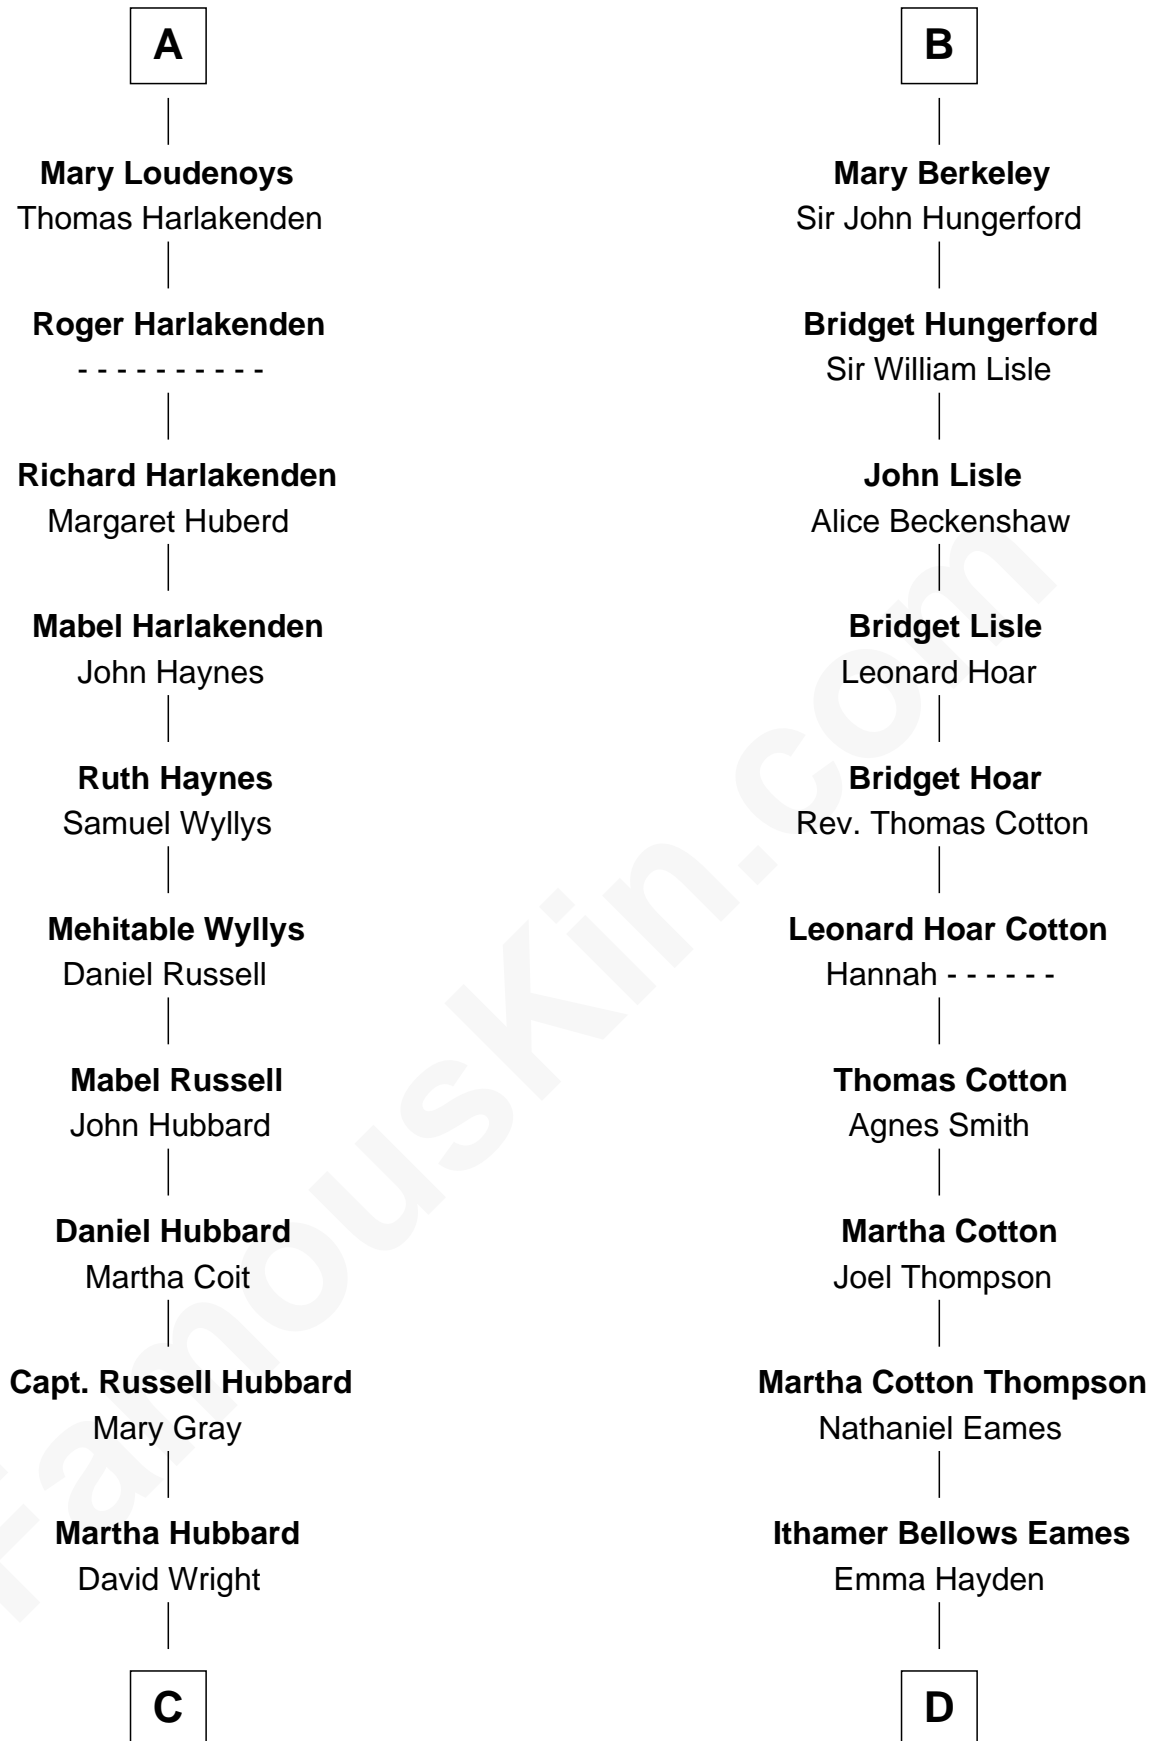 A
Mary Loudenoys
Thomas Harlakenden
Roger Harlakenden
- - - - - - - - - -
Richard Harlakenden
Margaret Huberd
Mabel Harlakenden
John Haynes
Ruth Haynes
Samuel Wyllys
Mehitable Wyllys
Daniel Russell
Mabel Russell
John Hubbard
Daniel Hubbard
Martha Coit
Capt. Russell Hubbard
Mary Gray
Martha Hubbard
David Wright
C
B
Mary Berkeley
Sir John Hungerford
Bridget Hungerford
Sir William Lisle
John Lisle
Alice Beckenshaw
Bridget Lisle
Leonard Hoar
Bridget Hoar
Rev. Thomas Cotton
Leonard Hoar Cotton
Hannah - - - - - -
Thomas Cotton
Agnes Smith
Martha Cotton
Joel Thompson
Martha Cotton Thompson
Nathaniel Eames
Ithamer Bellows Eames
Emma Hayden
D
FamousKin.com